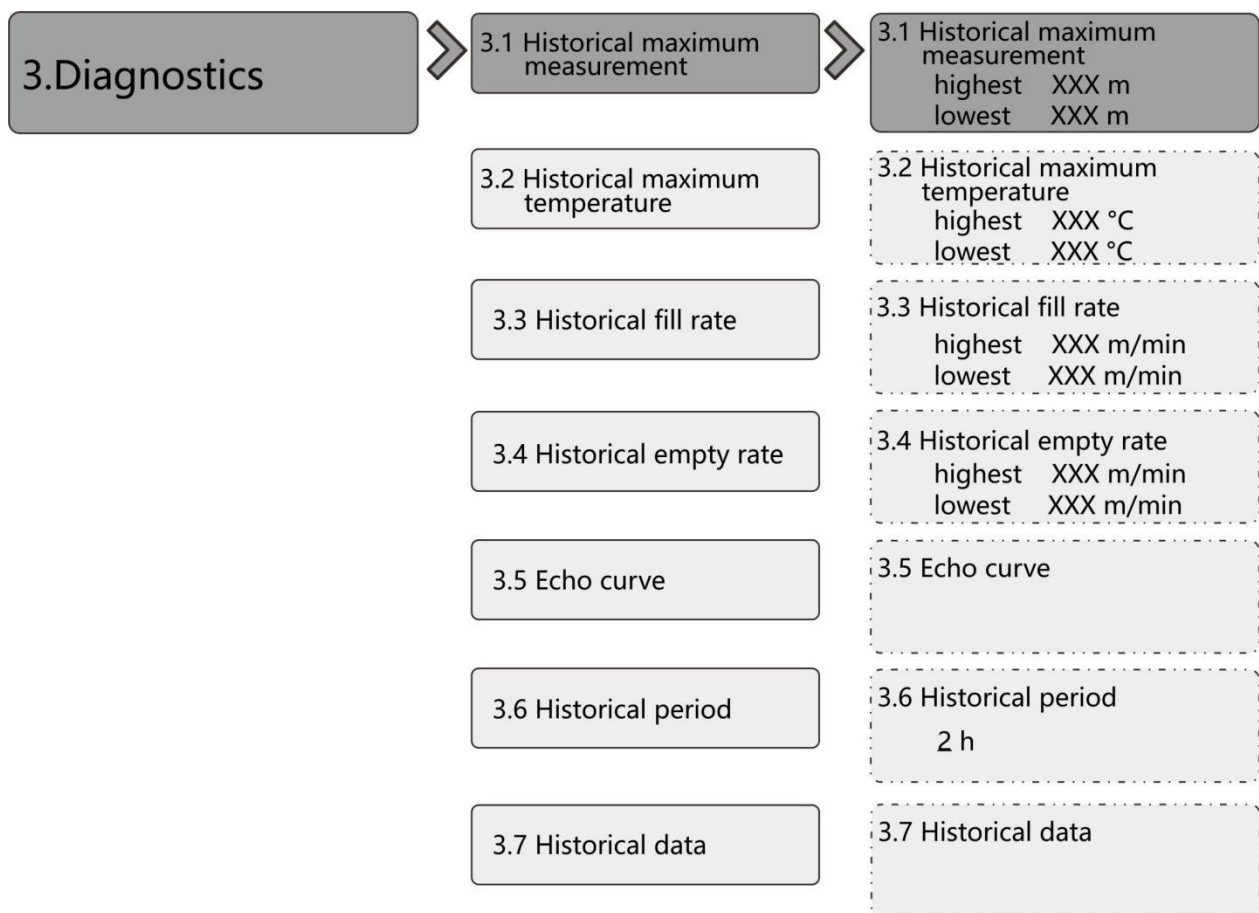 3.Diagnostics
3.1 Historical maximum
measurement
3.1 Historical maximum
measurement
highest XXX m
lowest XXX m
3.2 Historical maximum
temperature
3.2 Historical maximum
temperature
highest XXX °C
lowest XXX °C
3.3 Historical fill rate
3.3 Historical fill rate
highest XXX m/min
lowest XXX m/min
3.4 Historical empty rate
3.4 Historical empty rate
highest XXX m/min
lowest XXX m/min
3.5 Echo curve
3.5 Echo curve
3.6 Historical period
3.6 Historical period
2 h
3.7 Historical data
3.7 Historical data